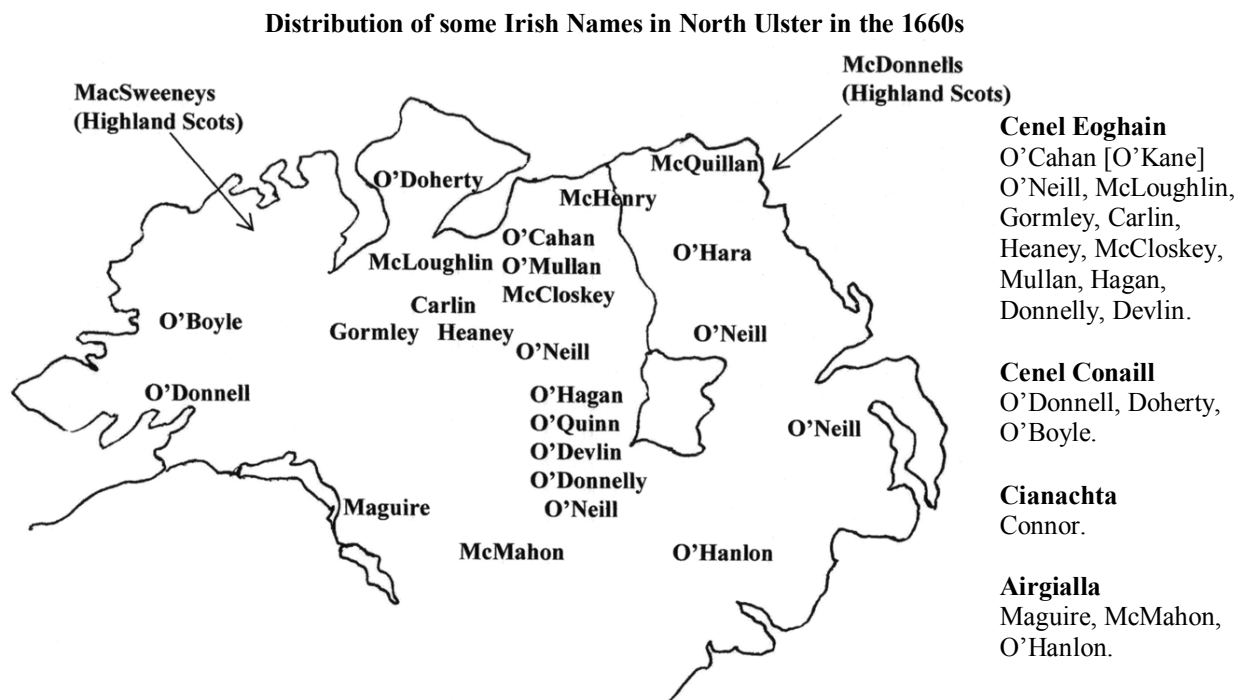 Distribution of some Irish Names in North Ulster in the 1660s
MacSweeneys
(Highland Scots)
McDonnells
(Highland Scots)
O'Doherty
McQuillan
McHenry
O'Cahan
McLoughlin
O'Mullan
O'Hara
McCloskey
Carlin
O'Boyle
Gormley
Heaney
O'Neill
O'Neill
O'Donnell
O'Hagan
O'Quinn
O'Neill
O'Devlin
O'Donnelly
Maguire
O'Neill
McMahon
O'Hanlon
Cenel Eoghain
O'Cahan [O'Kane]
O'Neill, McLoughlin,
Gormley, Carlin,
Heaney, McCloskey,
Mullan, Hagan,
Donnelly, Devlin.
Cenel Conaill
O'Donnell, Doherty,
O'Boyle.
Cianachta
Connor.
Airgialla
Maguire, McMahon,
O'Hanlon.